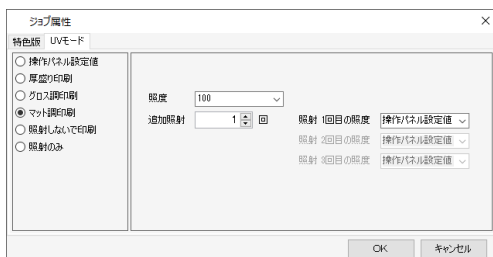 ジョブ属性
特色版 UVモード
操作パネル設定値
厚盛り印刷
グロス調印刷
マット調印刷
照射しないで印刷
照射のみ
照度 100
追加照射 1 回 照射 1回目の照度 操作パネル設定値
照射 2回目の照度 操作パネル設定値
照射 3回目の照度 操作パネル設定値
OK キャンセル